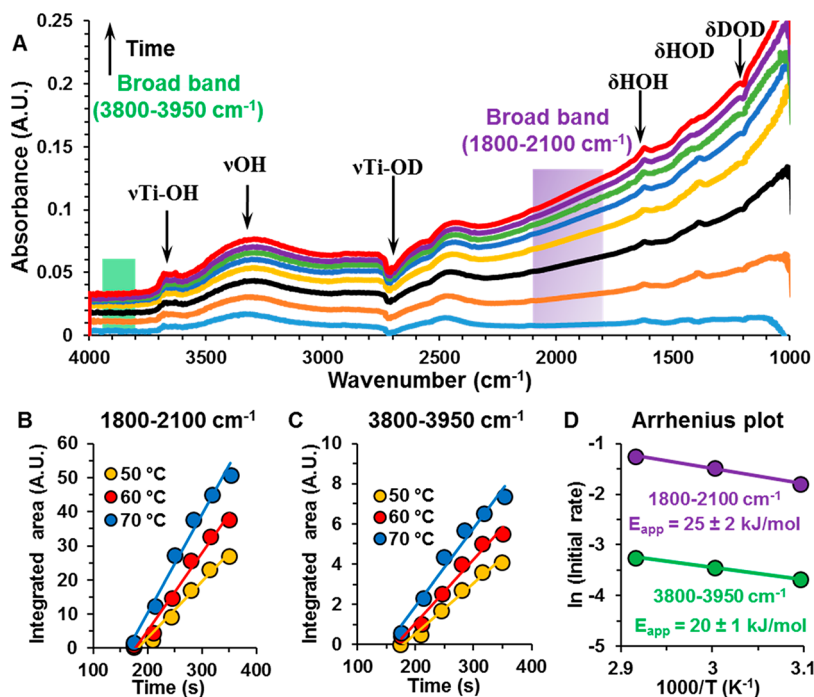 A
Time
Broad band
(3800-3950 cm⁻¹)
νTi-OH
νOH
νTi-OD
Broad band
(1800-2100 cm⁻¹)
δHOH
δHOD
δDOD
Absorbance (A.U.)
0.25
0.2
0.15
0.1
0.05
0
4000 3500 3000 2500 2000 1500 1000
Wavenumber (cm⁻¹)
B 1800-2100 cm⁻¹
Integrated area (A.U.)
60
50
40
30
20
10
0
50 °C
60 °C
70 °C
100 200 300 400
Time (s)
C 3800-3950 cm⁻¹
Integrated area (A.U.)
10
8
6
4
2
0
50 °C
60 °C
70 °C
100 200 300 400
Time (s)
D Arrhenius plot
ln (Initial rate)
-1
-2
-3
-4
-5
1800-2100 cm⁻¹
Eapp = 25 ± 2 kJ/mol
3800-3950 cm⁻¹
Eapp = 20 ± 1 kJ/mol
2.9 3 3.1
1000/T (K⁻¹)